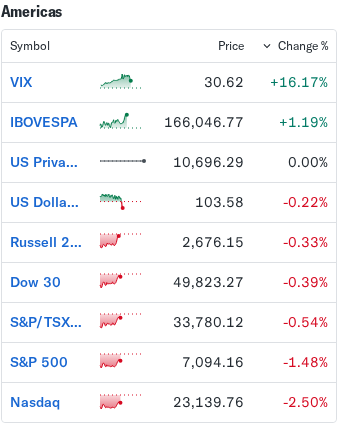 Americas
Symbol Price Change %
VIX 30.62 +16.17%
IBOVESPA 166,046.77 +1.19%
US Priva... 10,696.29 0.00%
US Dolla... 103.58 -0.22%
Russell 2... 2,676.15 -0.33%
Dow 30 49,823.27 -0.39%
S&P/TSX... 33,780.12 -0.54%
S&P 500 7,094.16 -1.48%
Nasdaq 23,139.76 -2.50%